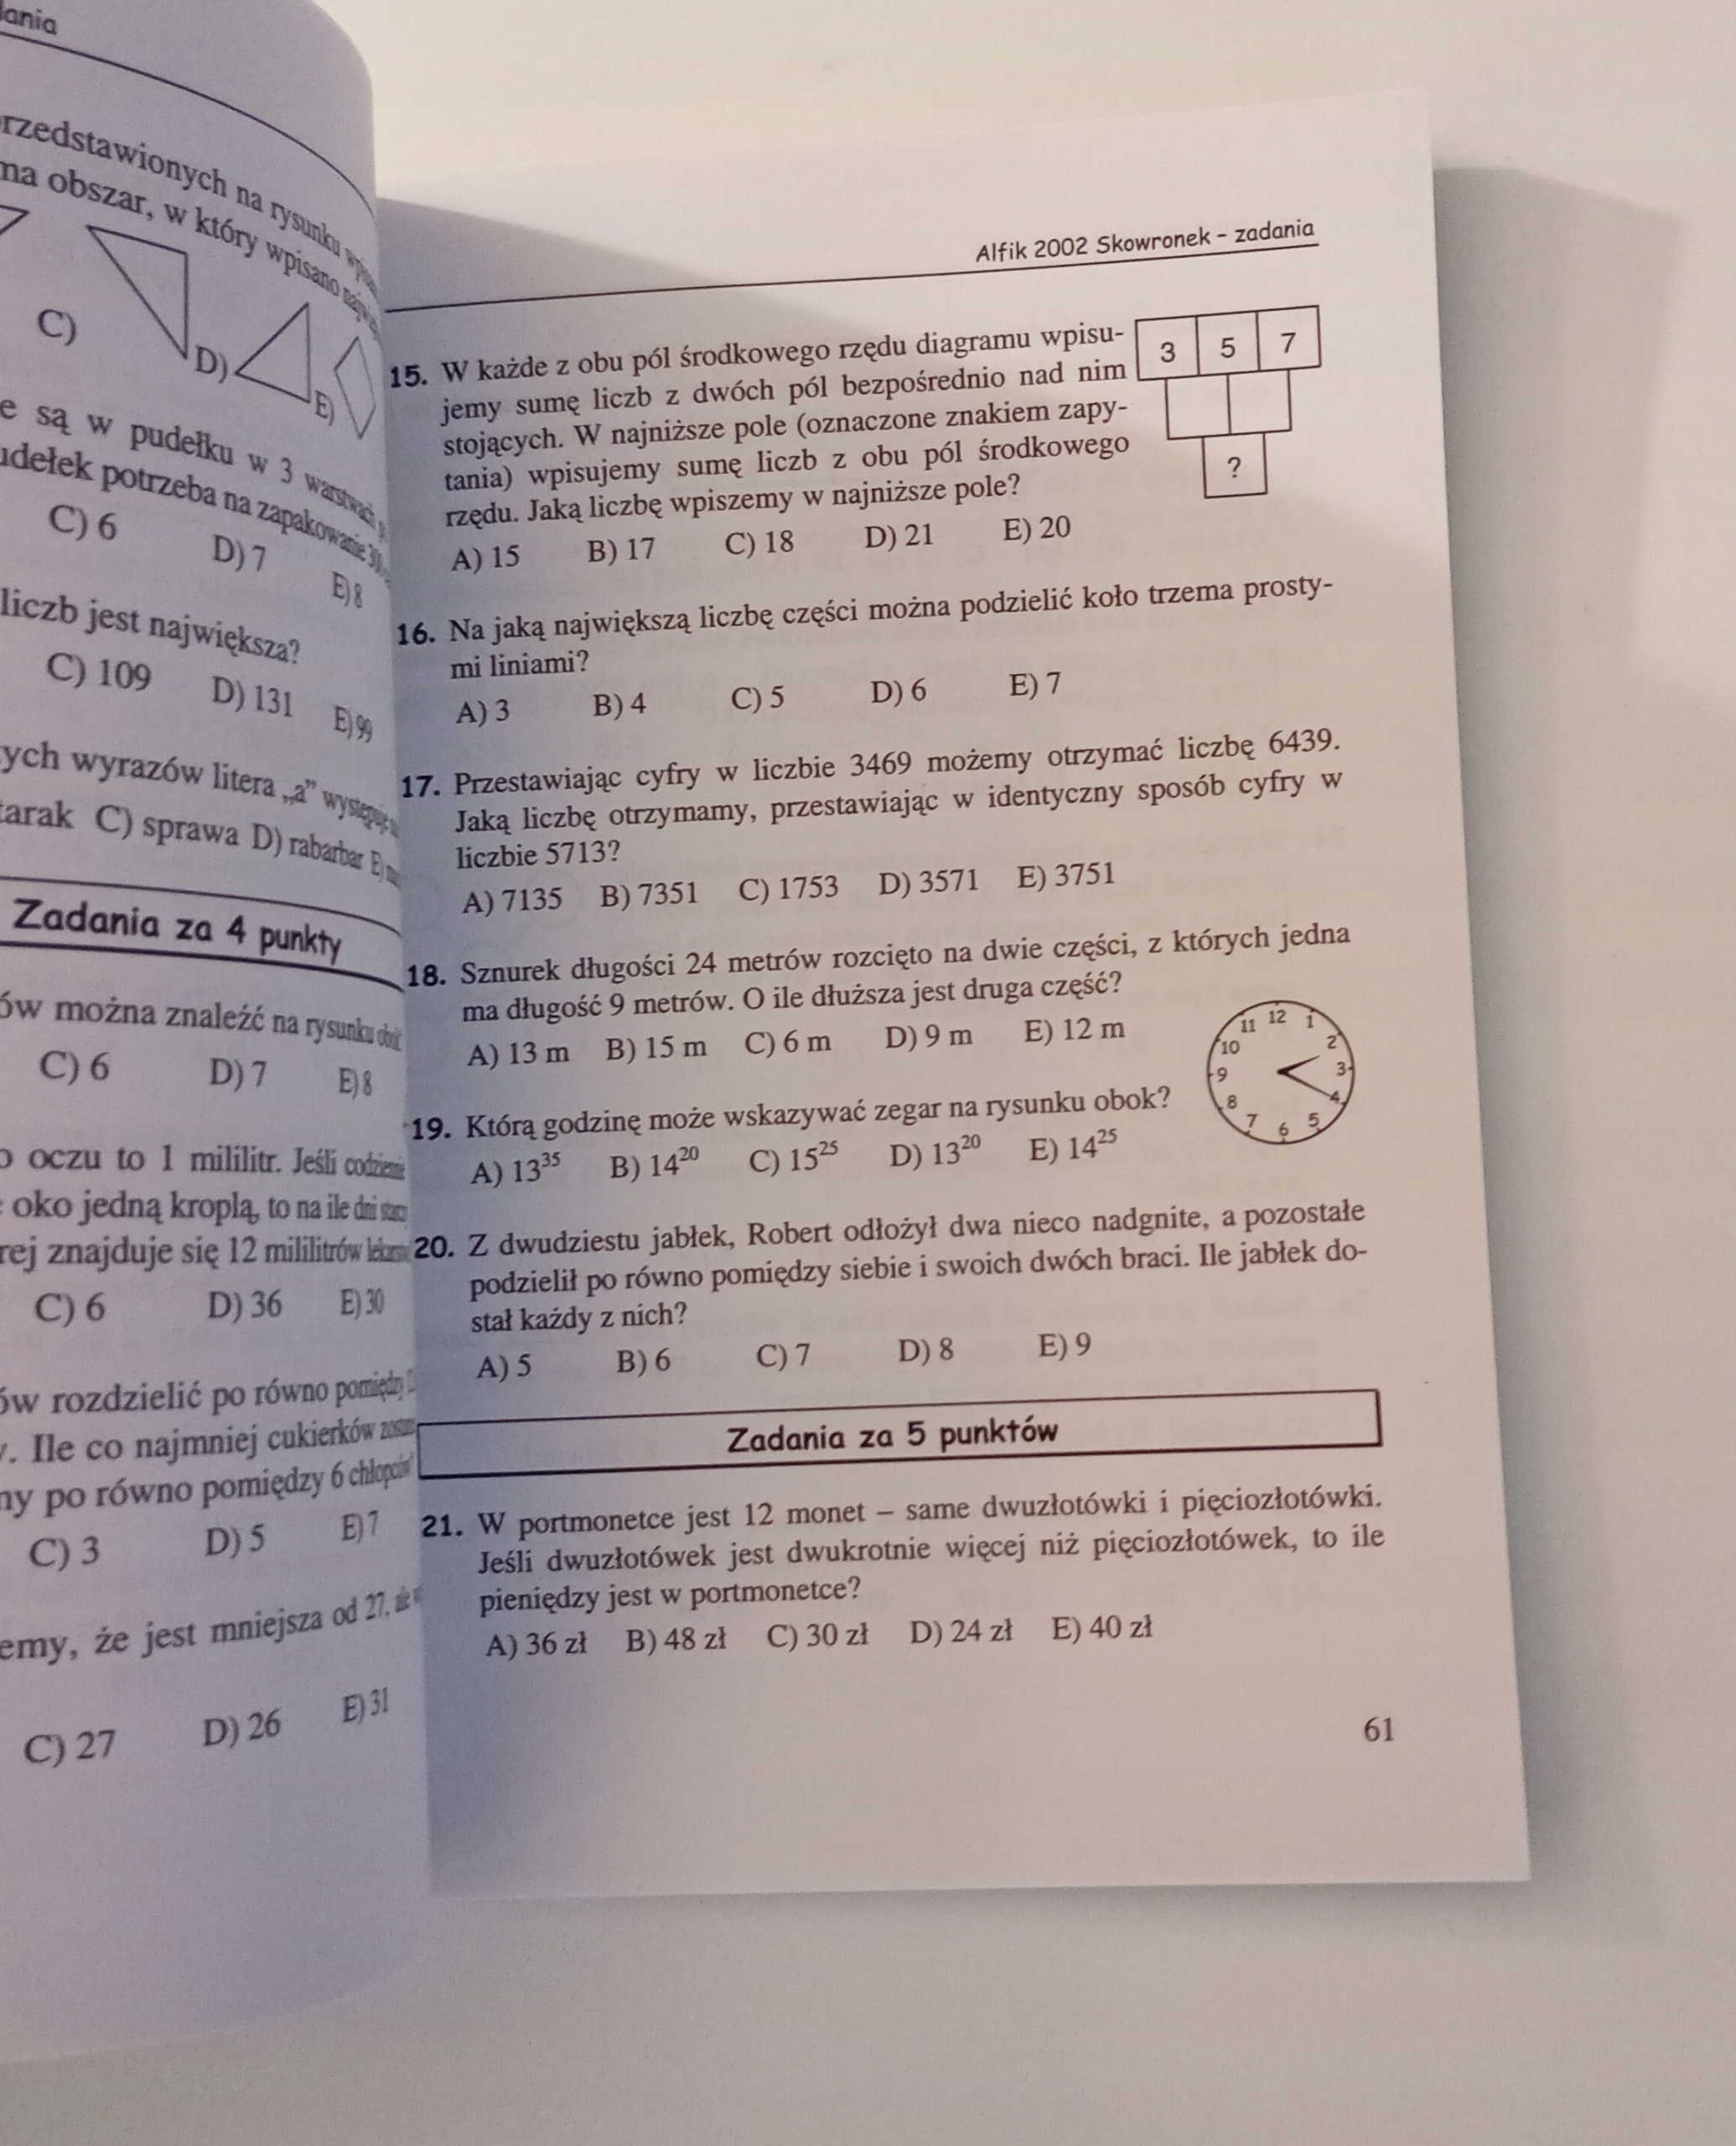 rzedstawionych na rysunku
ma obszar, w który wpisano
C)
D)
E)
e są w pudełku w 3 warstwach
udełek potrzeba na zapakowanie
C) 6 D) 7 E) 8
liczb jest największa?
C) 109 D) 131 E) 99
ych wyrazów litera „a” występuje
tarak C) sprawa D) rabarbar E)
Zadania za 4 punkty
ów można znaleźć na rysunku
C) 6 D) 7 E) 8
o oczu to 1 mililitr. Jeśli codziennie
oko jedną kroplą, to na ile dni
rej znajduje się 12 mililitrów
C) 6 D) 36 E) 30
ów rozdzielić po równo pomiędzy
. Ile co najmniej cukierków
ny po równo pomiędzy 6 chłopców
C) 3 D) 5 E) 7
emy, że jest mniejsza od 27,
C) 27 D) 26 E) 31
Alfik 2002 Skowronek – zadania
15. W każde z obu pól środkowego rzędu diagramu wpisu-
jemy sumę liczb z dwóch pól bezpośrednio nad nim
stojących. W najniższe pole (oznaczone znakiem zapy-
tania) wpisujemy sumę liczb z obu pól środkowego
rzędu. Jaką liczbę wpiszemy w najniższe pole?
A) 15 B) 17 C) 18 D) 21 E) 20
3 5 7
?
16. Na jaką największą liczbę części można podzielić koło trzema prosty-
mi liniami?
A) 3 B) 4 C) 5 D) 6 E) 7
17. Przestawiając cyfry w liczbie 3469 możemy otrzymać liczbę 6439.
Jaką liczbę otrzymamy, przestawiając w identyczny sposób cyfry w
liczbie 5713?
A) 7135 B) 7351 C) 1753 D) 3571 E) 3751
18. Sznurek długości 24 metrów rozcięto na dwie części, z których jedna
ma długość 9 metrów. O ile dłuższa jest druga część?
A) 13 m B) 15 m C) 6 m D) 9 m E) 12 m
19. Którą godzinę może wskazywać zegar na rysunku obok?
A) 13³⁵ B) 14²⁰ C) 15²⁵ D) 13²⁰ E) 14²⁵
12 1 2 3 4 5 6 7 8 9 10 11
20. Z dwudziestu jabłek, Robert odłożył dwa nieco nadgnite, a pozostałe
podzielił po równo pomiędzy siebie i swoich dwóch braci. Ile jabłek do-
stał każdy z nich?
A) 5 B) 6 C) 7 D) 8 E) 9
Zadania za 5 punktów
21. W portmonetce jest 12 monet – same dwuzłotówki i pięciozłotówki.
Jeśli dwuzłotówek jest dwukrotnie więcej niż pięciozłotówek, to ile
pieniędzy jest w portmonetce?
A) 36 zł B) 48 zł C) 30 zł D) 24 zł E) 40 zł
61